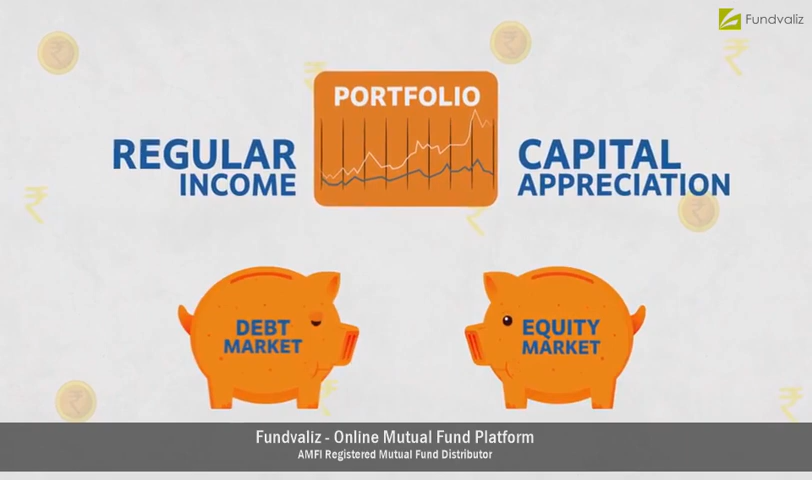 Fundvaliz
PORTFOLIO
REGULAR
INCOME
CAPITAL
APPRECIATION
DEBT
MARKET
EQUITY
MARKET
Fundvaliz - Online Mutual Fund Platform
AMFI Registered Mutual Fund Distributor